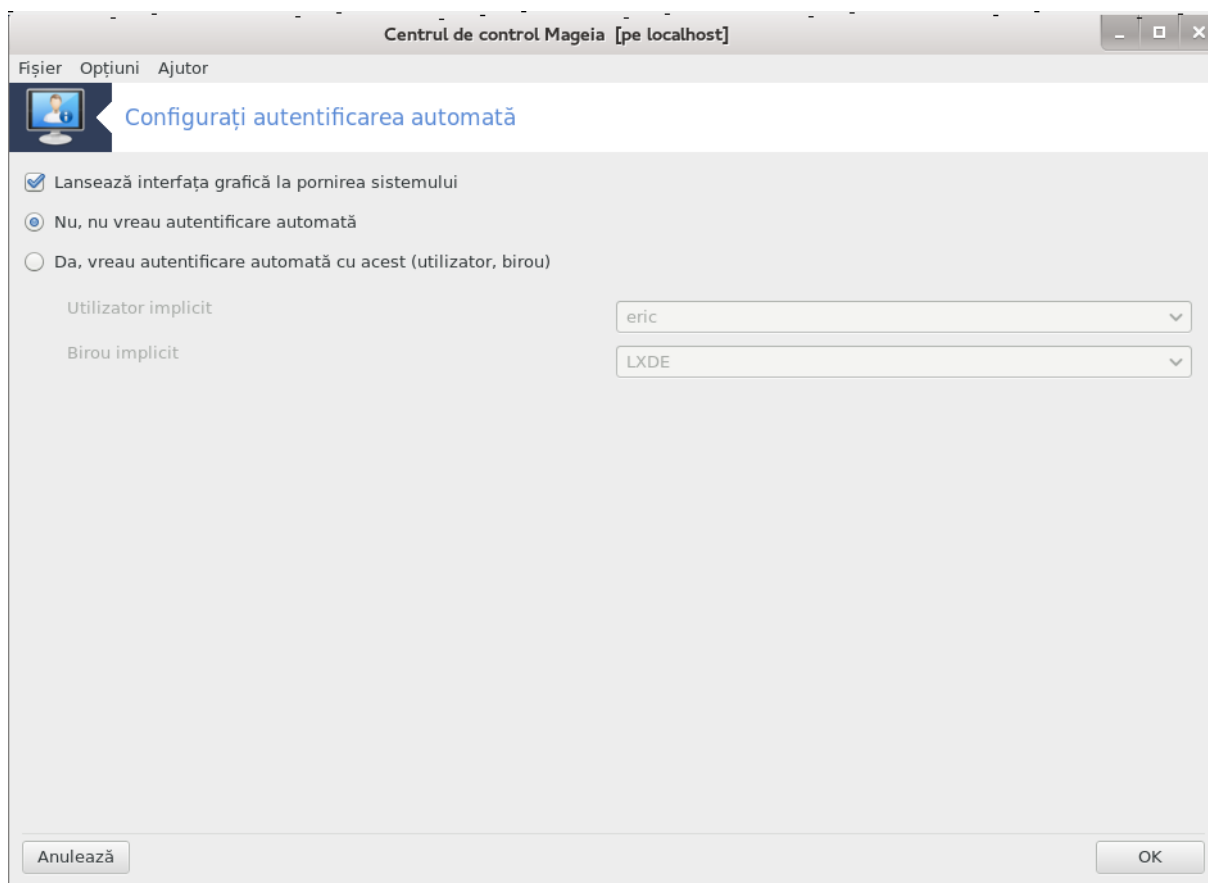 Centrul de control Mageia [pe localhost]
Fișier Opțiuni Ajutor
Configurați autentificarea automată
Lansează interfața grafică la pornirea sistemului
Nu, nu vreau autentificare automată
Da, vreau autentificare automată cu acest (utilizator, birou)
Utilizator implicit
eric
Birou implicit
LXDE
Anulează
OK